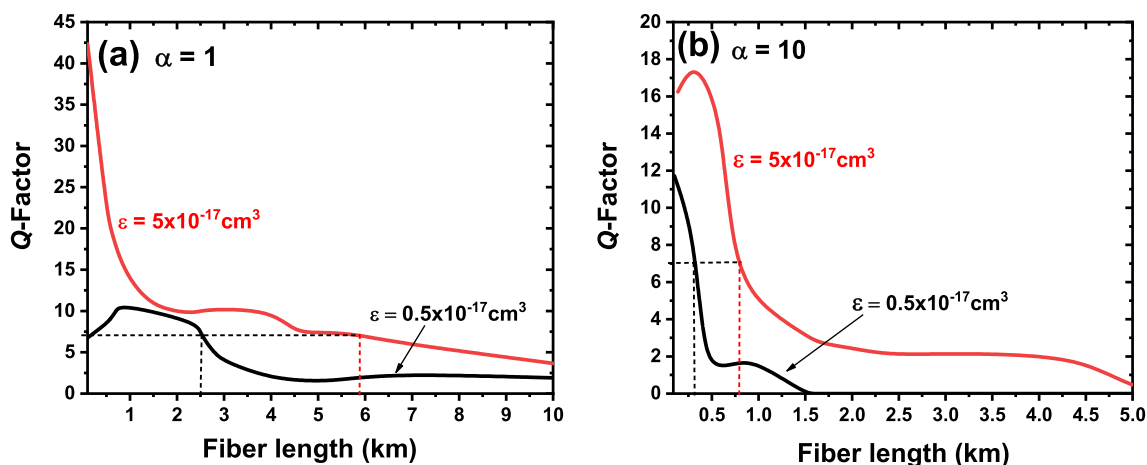 (a) α = 1
Q-Factor
45
40
35
30
25
20
15
10
5
0
ε = 5x10⁻¹⁷cm³
ε = 0.5x10⁻¹⁷cm³
1 2 3 4 5 6 7 8 9 10
Fiber length (km)
(b) α = 10
Q-Factor
20
18
16
14
12
10
8
6
4
2
0
ε = 5x10⁻¹⁷cm³
ε = 0.5x10⁻¹⁷cm³
0.5 1.0 1.5 2.0 2.5 3.0 3.5 4.0 4.5 5.0
Fiber length (km)